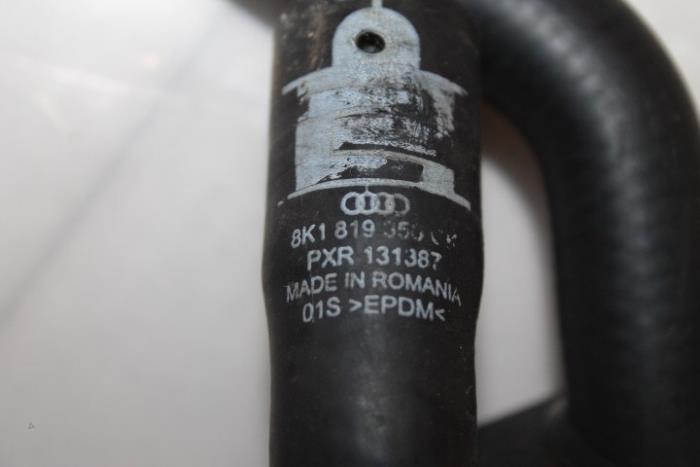 8K1 819
PXR 131387
MADE IN ROMANIA
01S >EPDM<